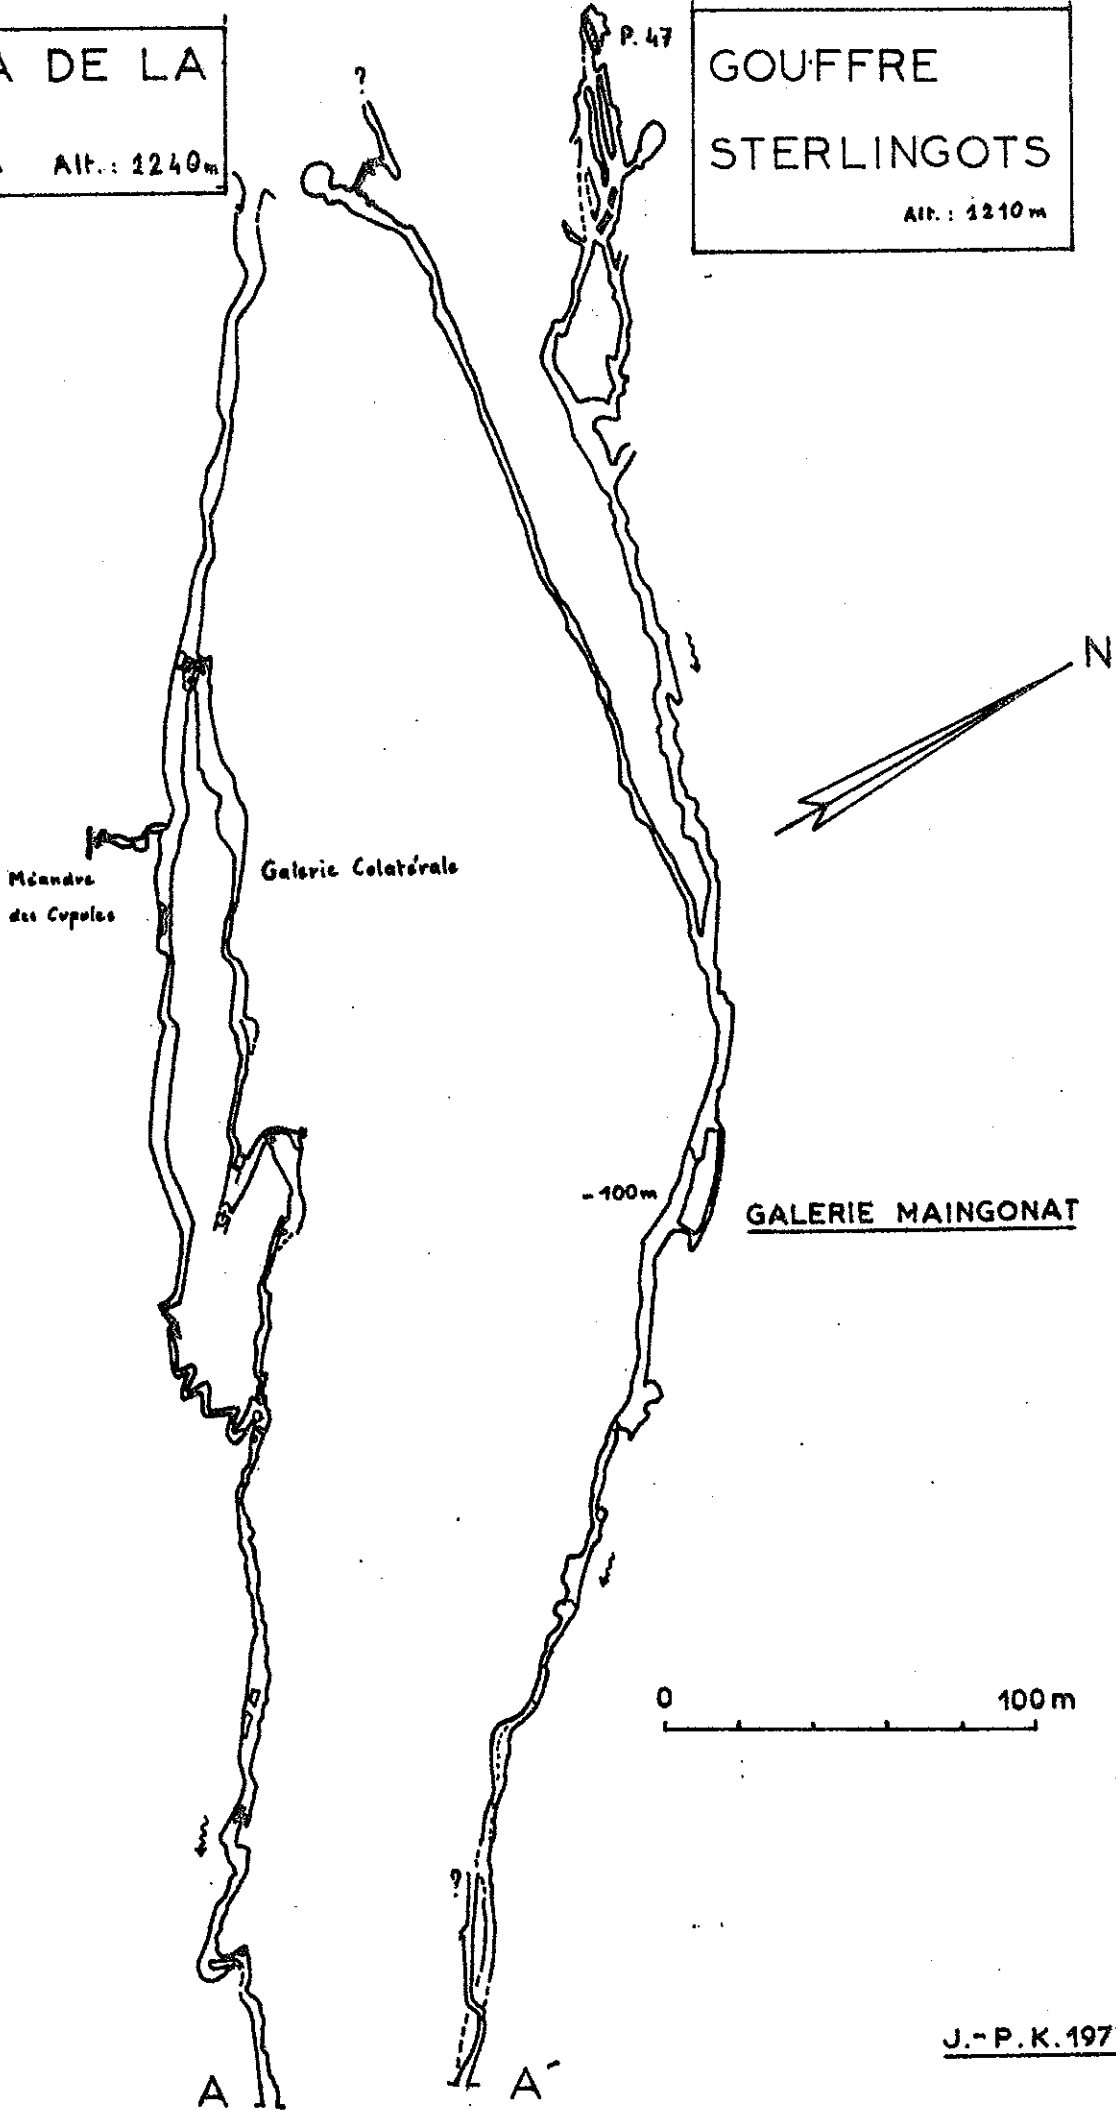 A DE LA
Alt.: 1240m
?
P. 47
GOUFFRE
STERLINGOTS
Alt.: 1210m
N
Méandre
des Cupules
Galerie Colatérale
-100m
GALERIE MAINGONAT
0 100m
?
J.-P.K.197
A A'